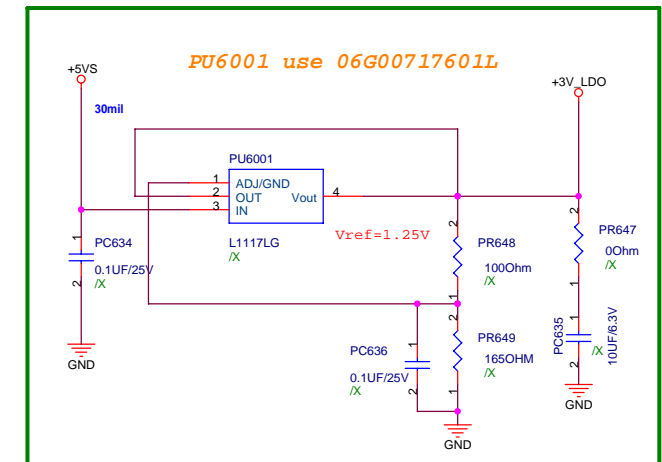 PU6001 use 06G00717601L
+5VS
+3V_LDO
30mil
PU6001
1
ADJ/GND
2
OUT
Vout
4
3
IN
L1117LG
/X
Vref=1.25V
1
PC634
0.1UF/25V
2
/X
GND
2
PR648
100Ohm
/X
1
2
PR647
0Ohm
/X
1
1
PC635
/X
10UF/6.3V
2
GND
1
PC636
0.1UF/25V
/X
2
2
PR649
165OHM
/X
1
GND